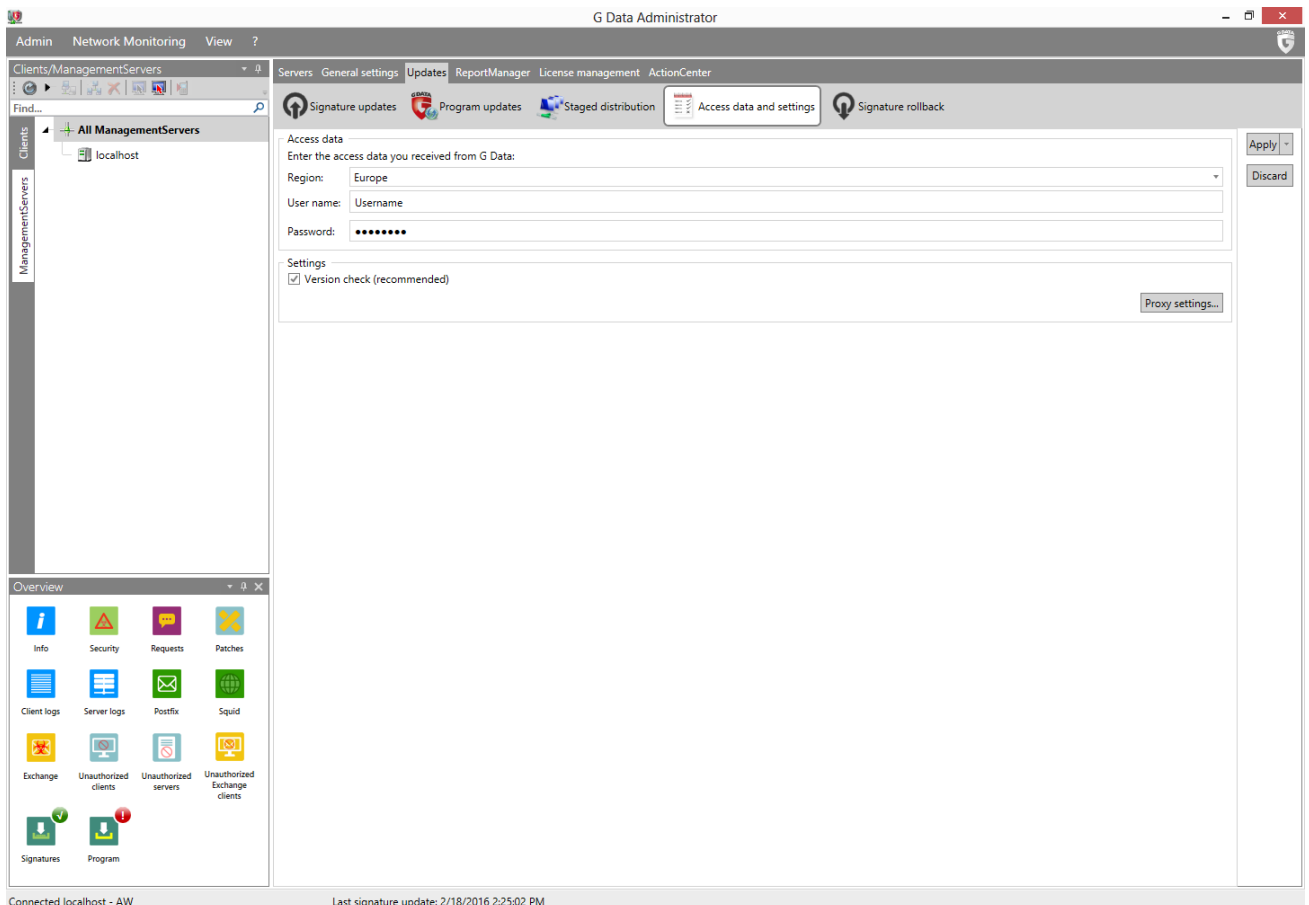 G Data Administrator
Admin Network Monitoring View ?
G DATA
Clients/ManagementServers
Find...
Clients
ManagementServers
All ManagementServers
localhost
Servers General settings Updates ReportManager License management ActionCenter
Signature updates
G DATA
Program updates
Staged distribution
Access data and settings
Signature rollback
Access data
Enter the access data you received from G Data:
Region: Europe
User name: Username
Password: ●●●●●●●●
Settings
Version check (recommended)
Proxy settings...
Apply
Discard
Overview
Info Security Requests Patches
Client logs Server logs Postfix Squid
Exchange
Unauthorized
clients
Unauthorized
servers
Unauthorized
Exchange
clients
Signatures Program
Connected localhost - AW
Last signature update: 2/18/2016 2:25:02 PM